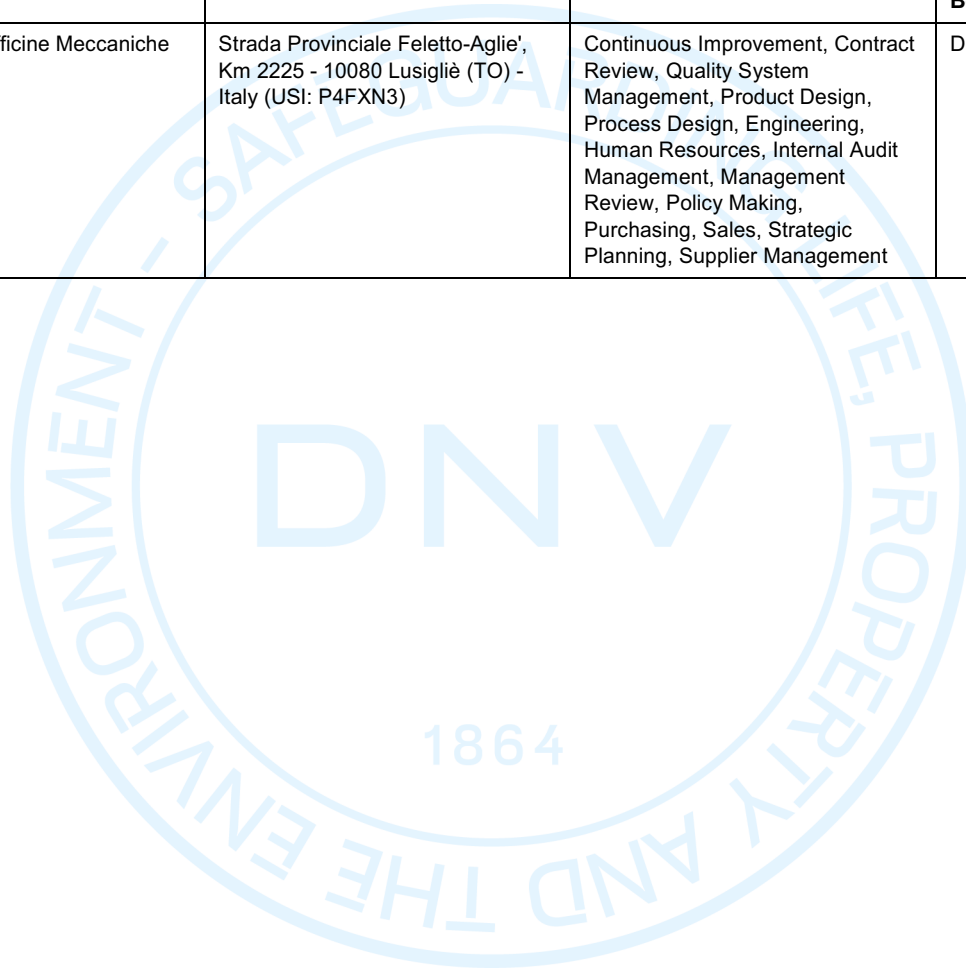 B
fficine Meccaniche
Strada Provinciale Feletto-Aglie',
Km 2225 - 10080 Lusigliè (TO) -
Italy (USI: P4FXN3)
Continuous Improvement, Contract
Review, Quality System
Management, Product Design,
Process Design, Engineering,
Human Resources, Internal Audit
Management, Management
Review, Policy Making,
Purchasing, Sales, Strategic
Planning, Supplier Management
D
SAFEGUARDING LIFE, PROPERTY AND THE ENVIRONMENT -
DNV
1864